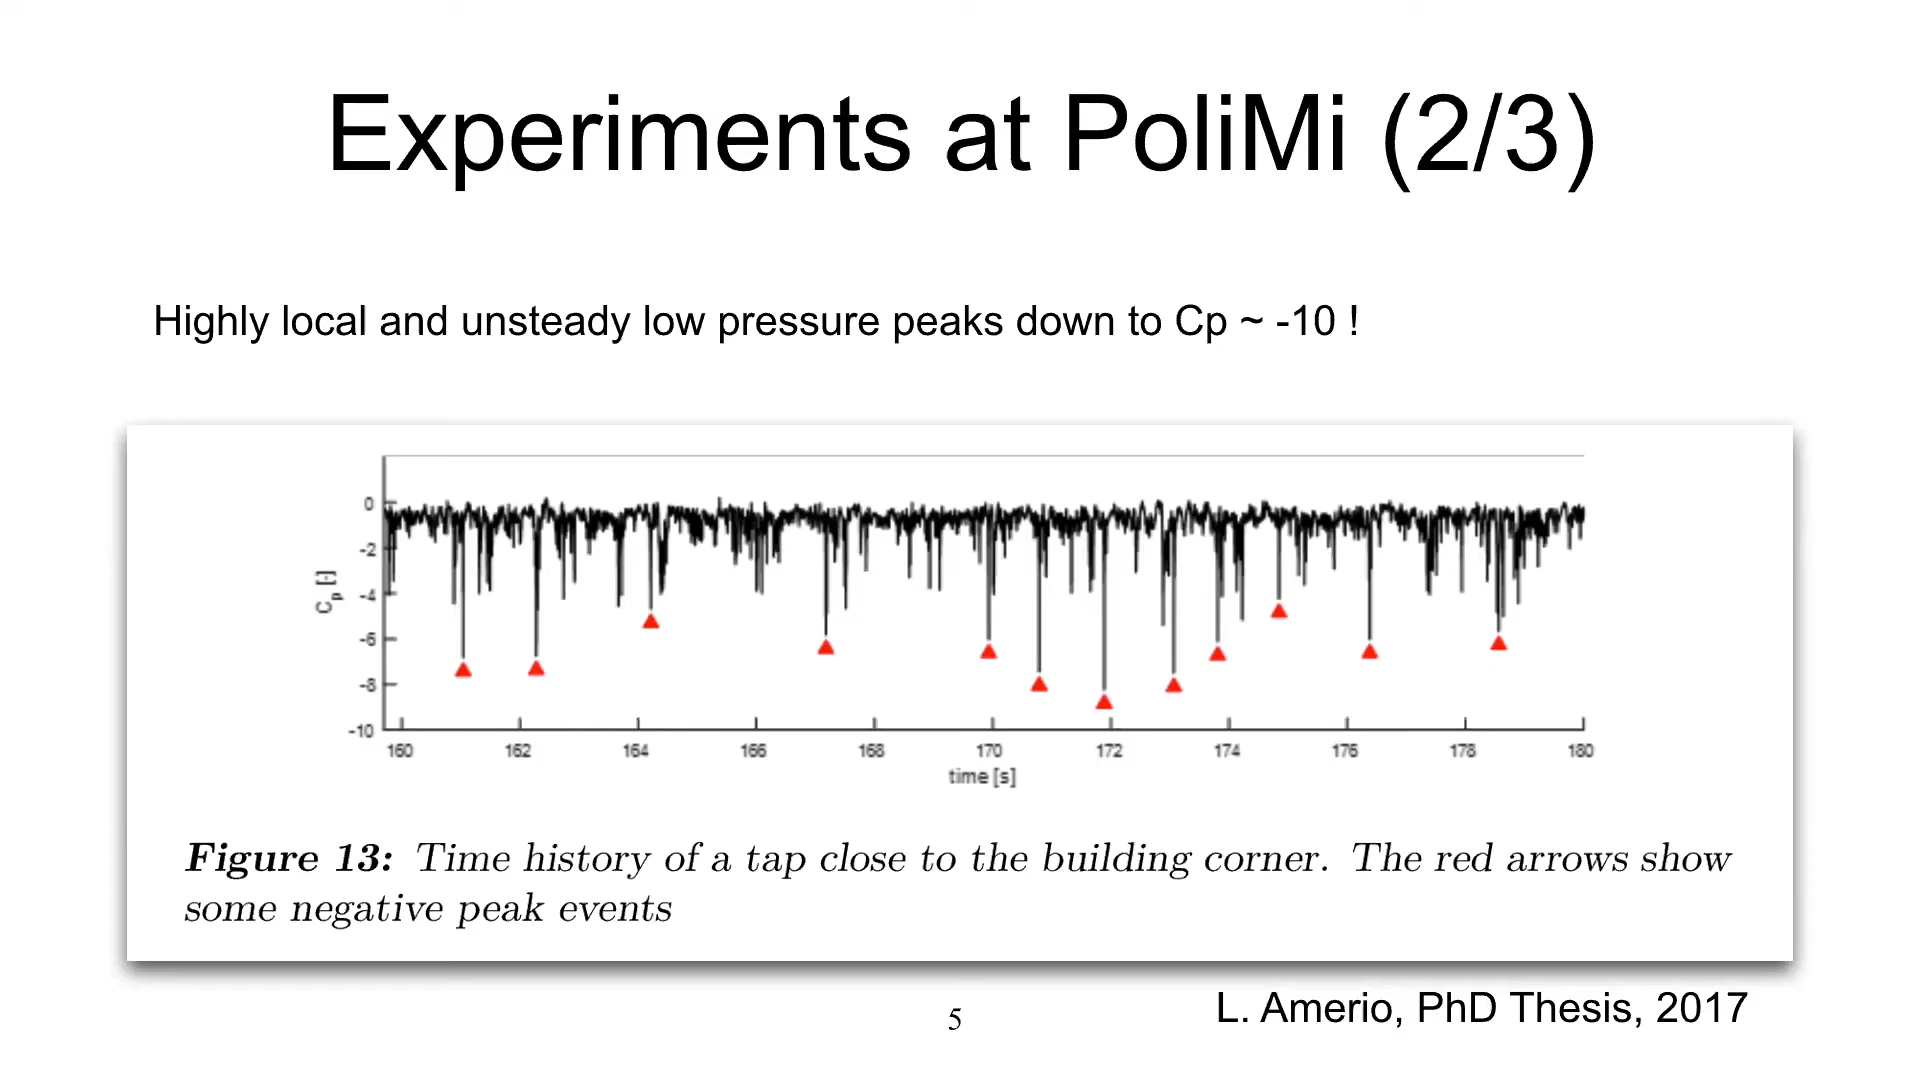 Experiments at PoliMi (2/3)
Highly local and unsteady low pressure peaks down to Cp ~ -10 !
0
-2
-4
-6
-8
-10
Cp [-]
160 162 164 166 168 170 172 174 176 178 180
time [s]
Figure 13: Time history of a tap close to the building corner. The red arrows show
some negative peak events
L. Amerio, PhD Thesis, 2017
5